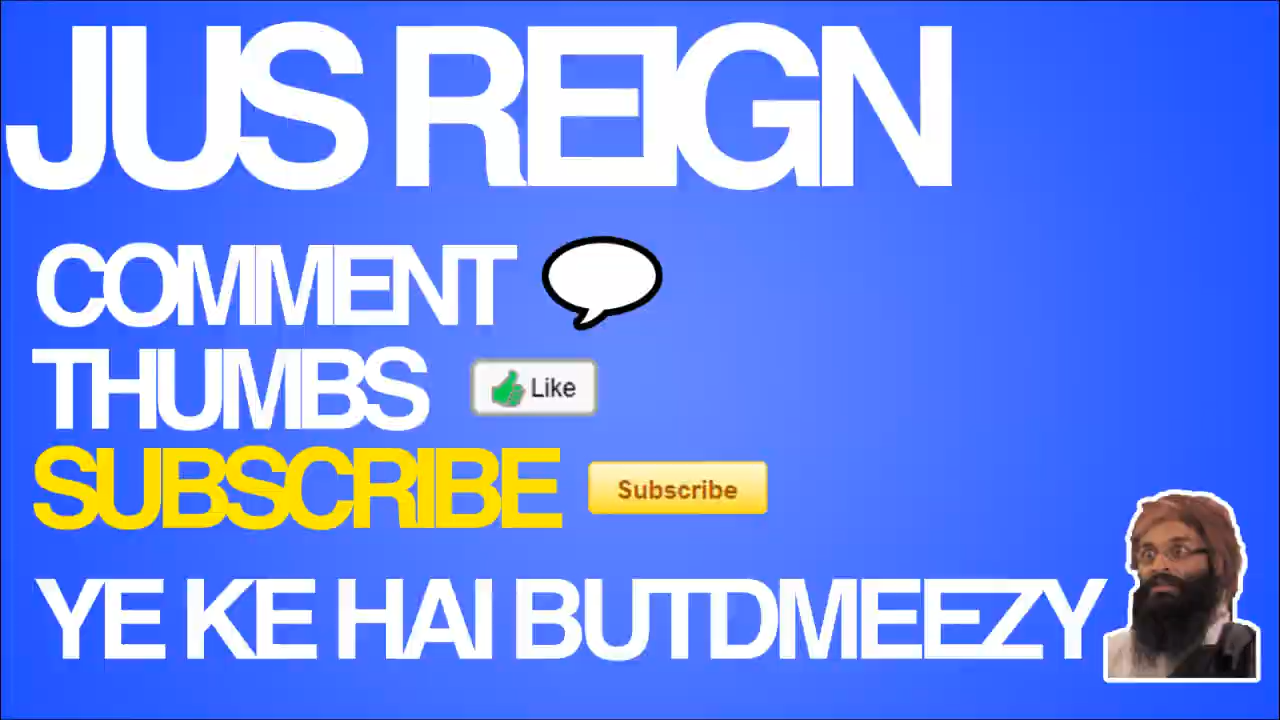 JUS REIGN
COMMENT
THUMBS Like
SUBSCRIBE Subscribe
YE KE HAI BUTDMEEZY